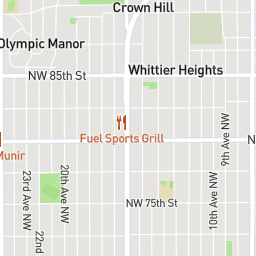 Crown Hill
Olympic Manor
Whittier Heights
NW 85th St
Fuel Sports Grill
Munir
9th Ave NW
20th Ave NW
23rd Ave NW
NW 75th St
10th Ave NW
22nd